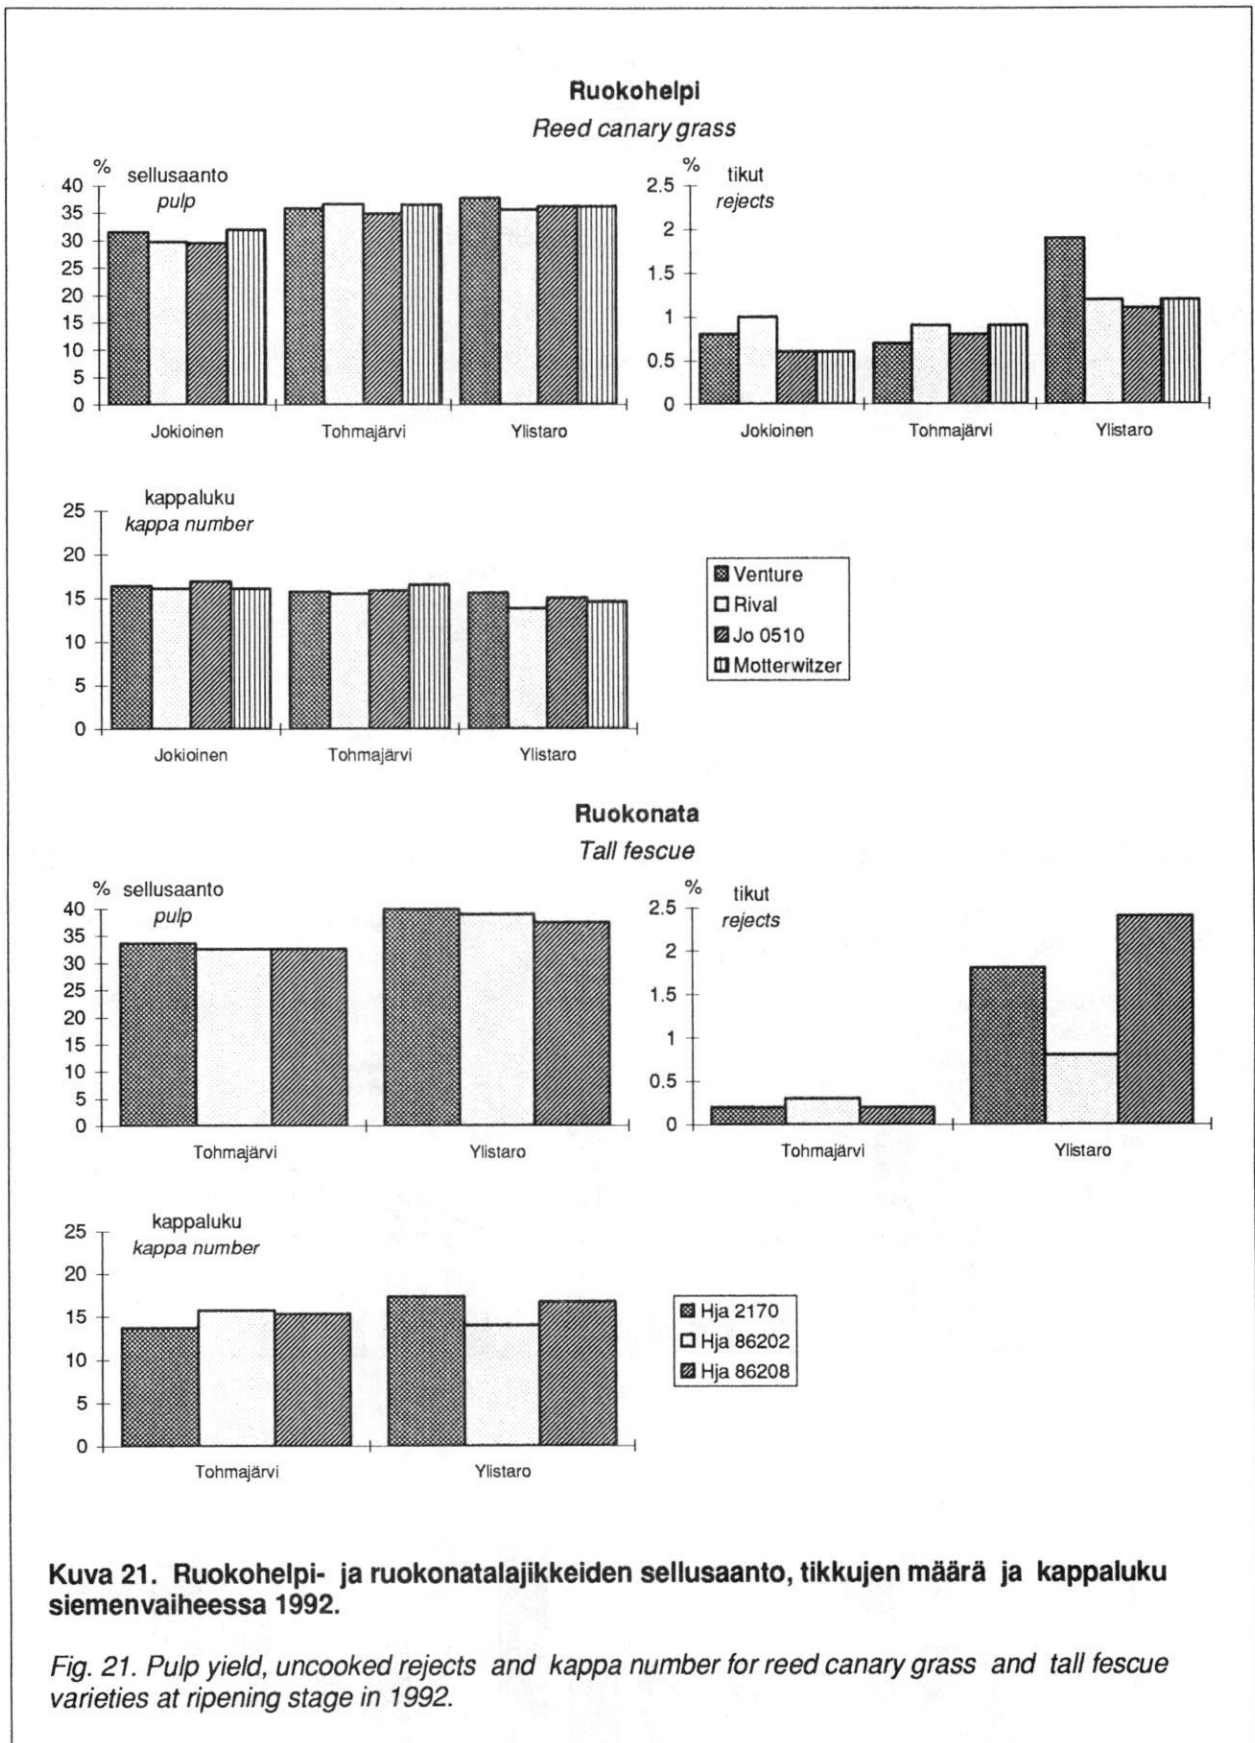 Ruokohelpi
Reed canary grass
% sellusaanto
pulp
40
35
30
25
20
15
10
5
0
Jokioinen Tohmajärvi Ylistaro
% tikut
rejects
2.5
2
1.5
1
0.5
0
Jokioinen Tohmajärvi Ylistaro
kappaluku
kappa number
25
20
15
10
5
0
Jokioinen Tohmajärvi Ylistaro
Venture
Rival
Jo 0510
Motterwitzer
Ruokonata
Tall fescue
% sellusaanto
pulp
40
35
30
25
20
15
10
5
0
Tohmajärvi Ylistaro
% tikut
rejects
2.5
2
1.5
1
0.5
0
Tohmajärvi Ylistaro
kappaluku
kappa number
25
20
15
10
5
0
Tohmajärvi Ylistaro
Hja 2170
Hja 86202
Hja 86208
Kuva 21. Ruokohelpi- ja ruokonatalajikkeiden sellusaanto, tikkujen määrä ja kappaluku
siemenvaiheessa 1992.
Fig. 21. Pulp yield, uncooked rejects and kappa number for reed canary grass and tall fescue
varieties at ripening stage in 1992.